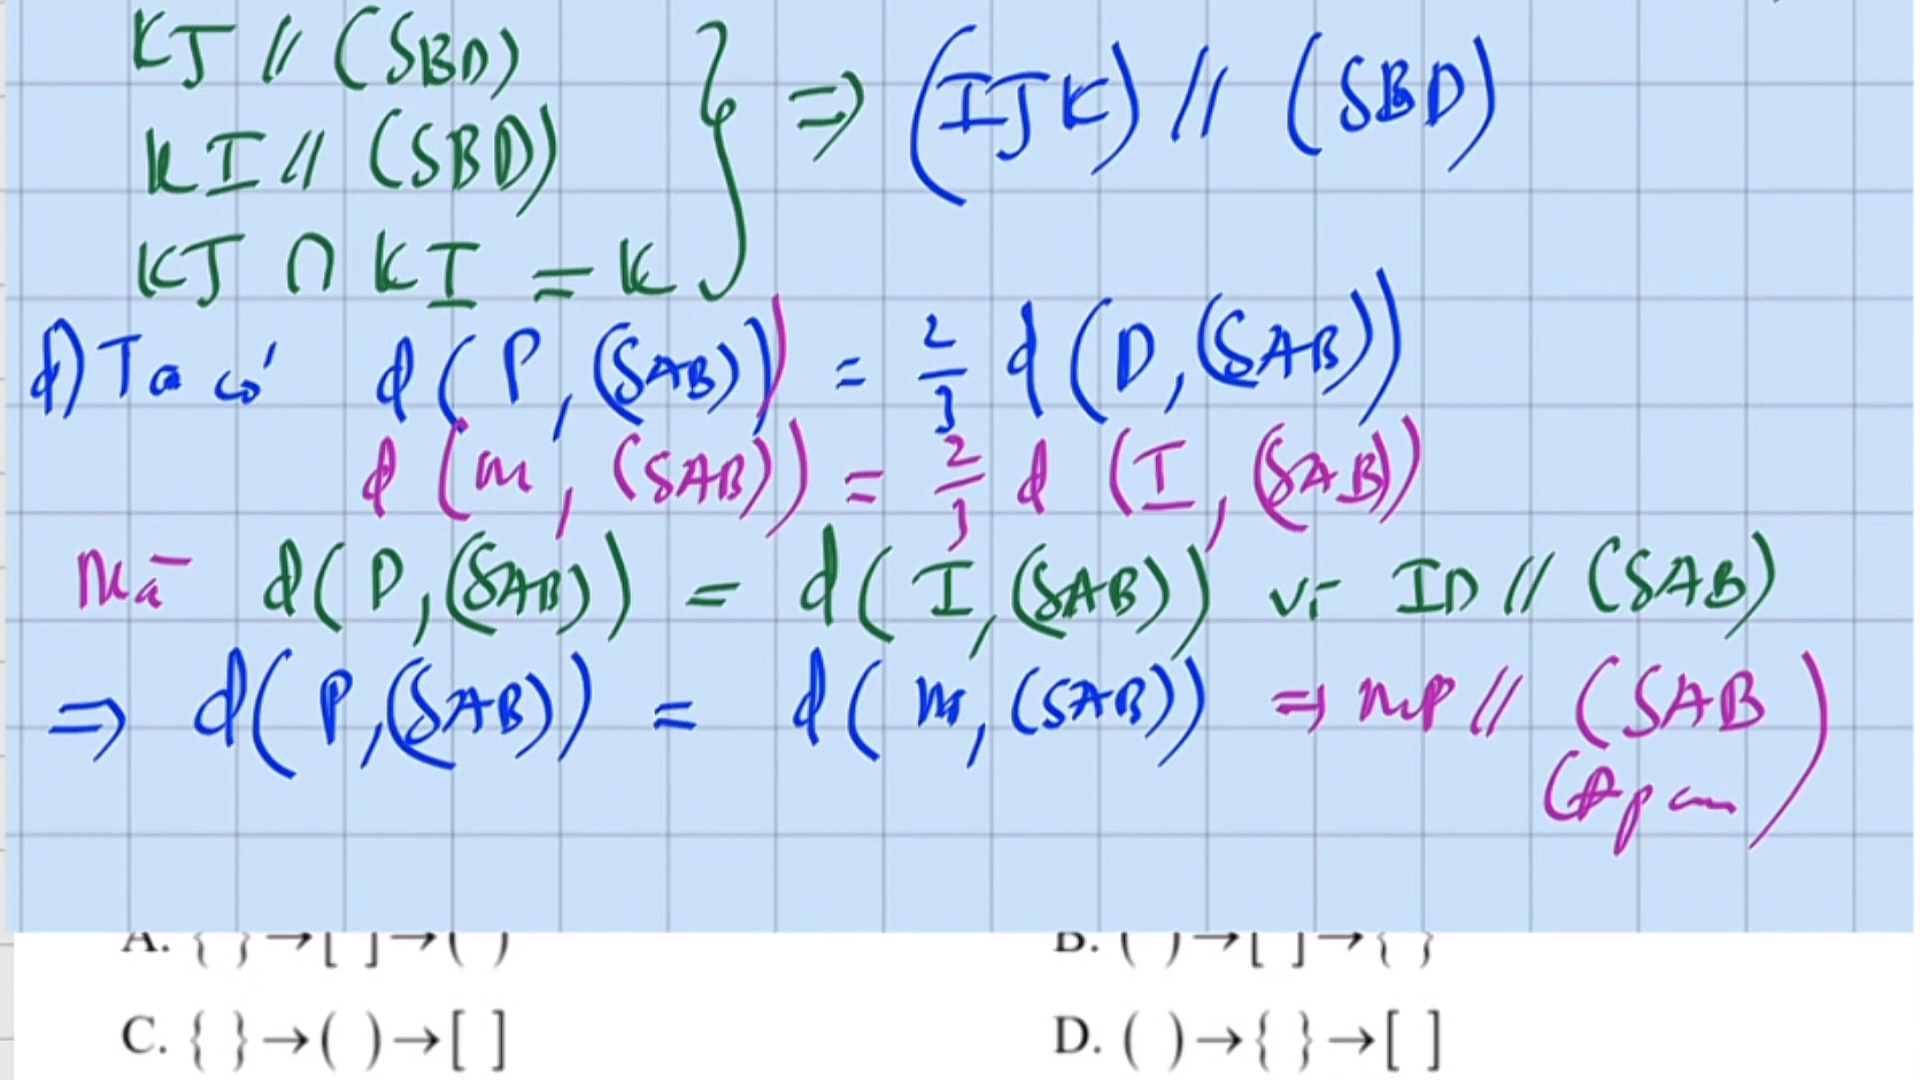 KJ // (SBD)
KI // (SBD)
KJ ∩ KI = K
⇒ (IJK) // (SBD)
d) Ta có d(P, (SAB)) = 2/3 d(D, (SAB))
d(M, (SAB)) = 2/3 d(I, (SAB))
Mà d(D, (SAB)) = d(I, (SAB)) vì ID // (SAB)
⇒ d(P, (SAB)) = d(M, (SAB)) ⇒ MP // (SAB)
A. { }→[ ]→( )
B. ( )→[ ]→{ }
C. { }→( )→[ ]
D. ( )→{ }→[ ]